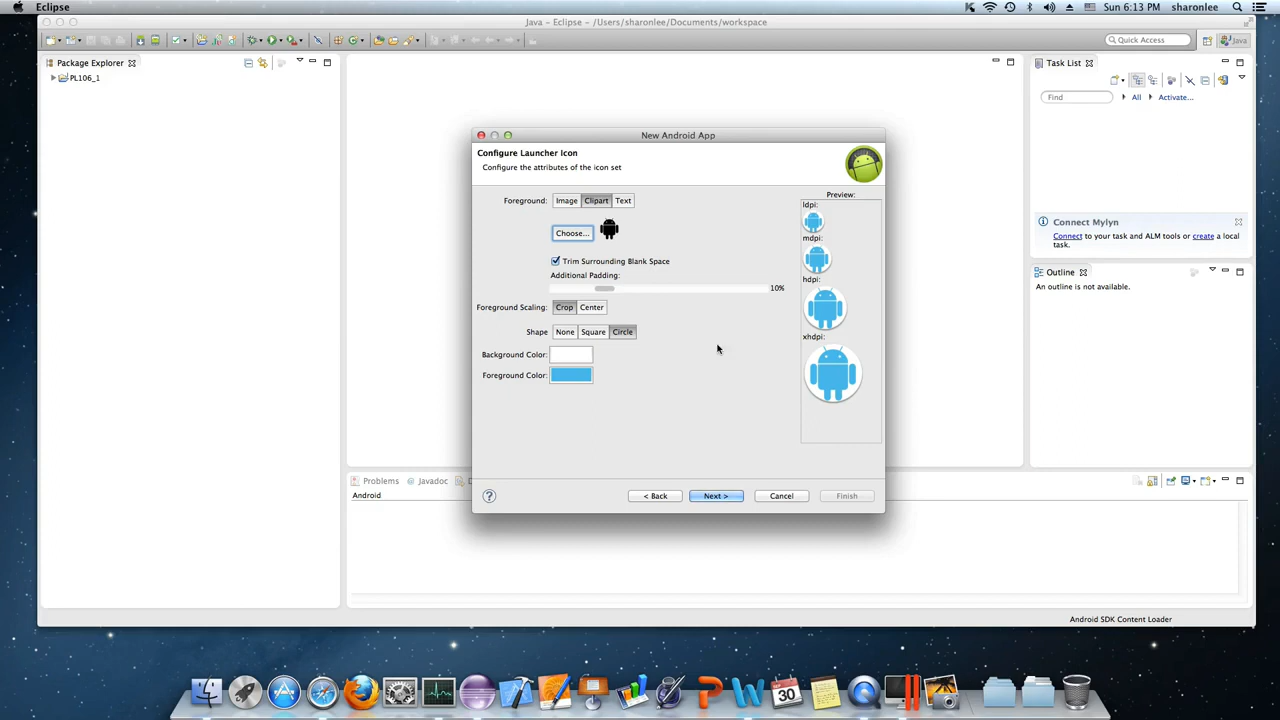 Eclipse
Sun 6:13 PM sharonlee
Java – Eclipse – /Users/sharonlee/Documents/workspace
Quick Access
Java
Package Explorer
PL106_1
Task List
Find
All
Activate...
Connect Mylyn
Connect to your task and ALM tools or create a local
task.
Outline
An outline is not available.
New Android App
Configure Launcher Icon
Configure the attributes of the icon set
Foreground: Image Clipart Text
Choose...
Trim Surrounding Blank Space
Additional Padding:
10%
Foreground Scaling: Crop Center
Shape None Square Circle
Background Color:
Foreground Color:
Preview:
ldpi:
mdpi:
hdpi:
xhdpi:
< Back
Next >
Cancel
Finish
Problems
Javadoc
Android
Android SDK Content Loader
30